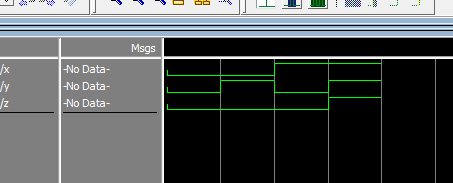 Msgs
/x -No Data-
/y -No Data-
/z -No Data-